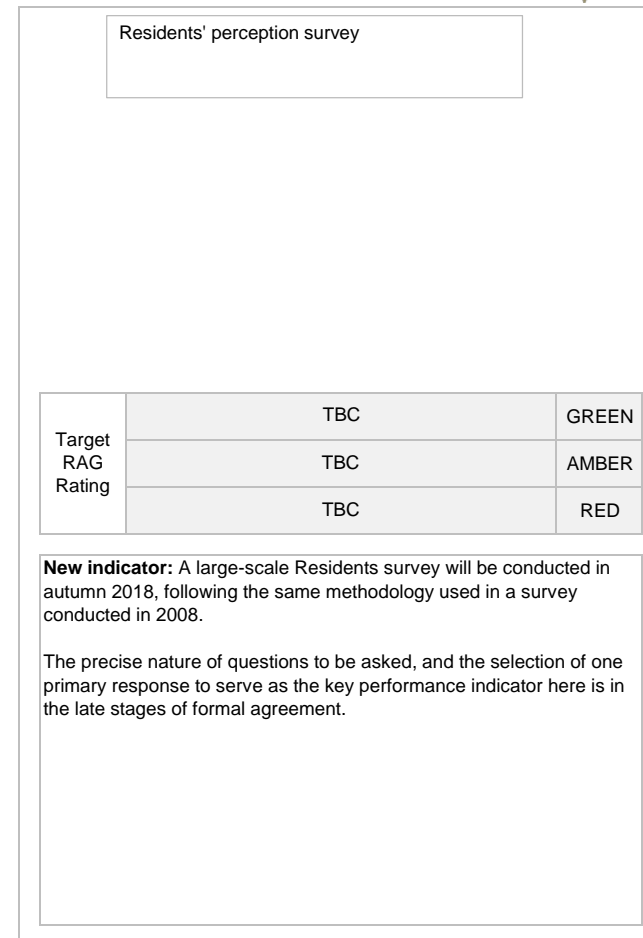 Residents' perception survey
Target
RAG
Rating
TBC
GREEN
TBC
AMBER
TBC
RED
New indicator: A large-scale Residents survey will be conducted in
autumn 2018, following the same methodology used in a survey
conducted in 2008.
The precise nature of questions to be asked, and the selection of one
primary response to serve as the key performance indicator here is in
the late stages of formal agreement.